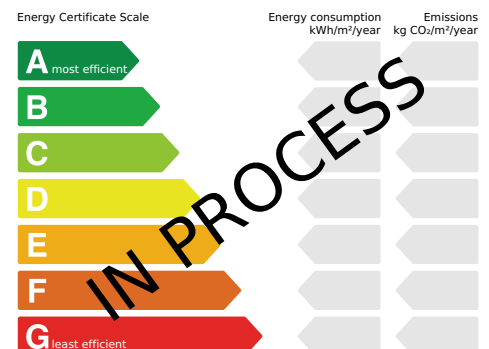 Energy Certificate Scale
Energy consumption
kWh/m²/year
Emissions
kg CO₂/m²/year
A most efficient
B
C
D
E
F
G least efficient
IN PROCESS